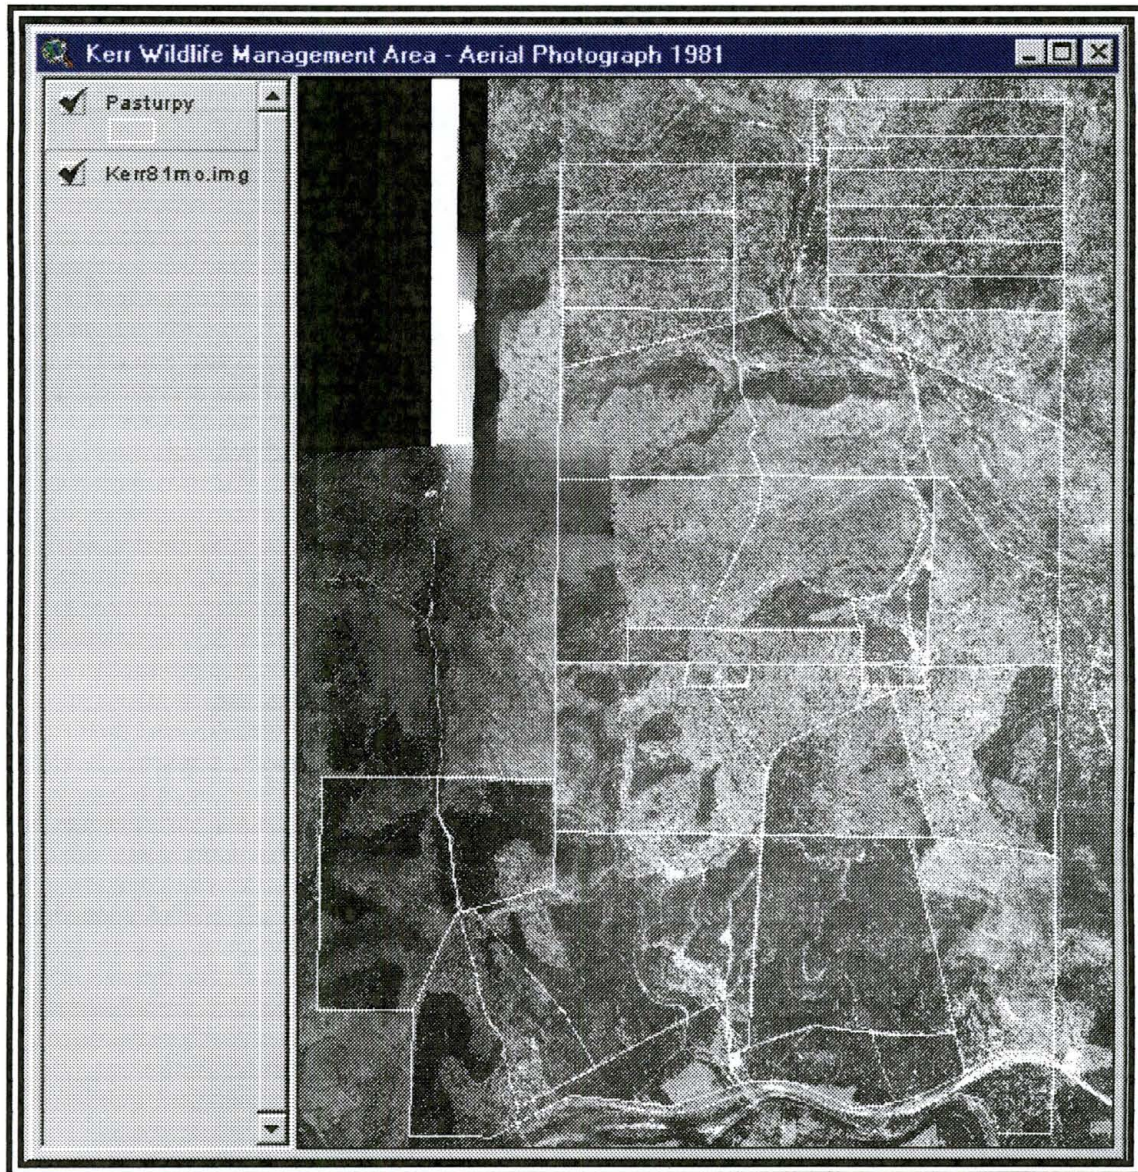 Kerr Wildlife Management Area - Aerial Photograph 1981
Pasturpy
Kerr81mo.img